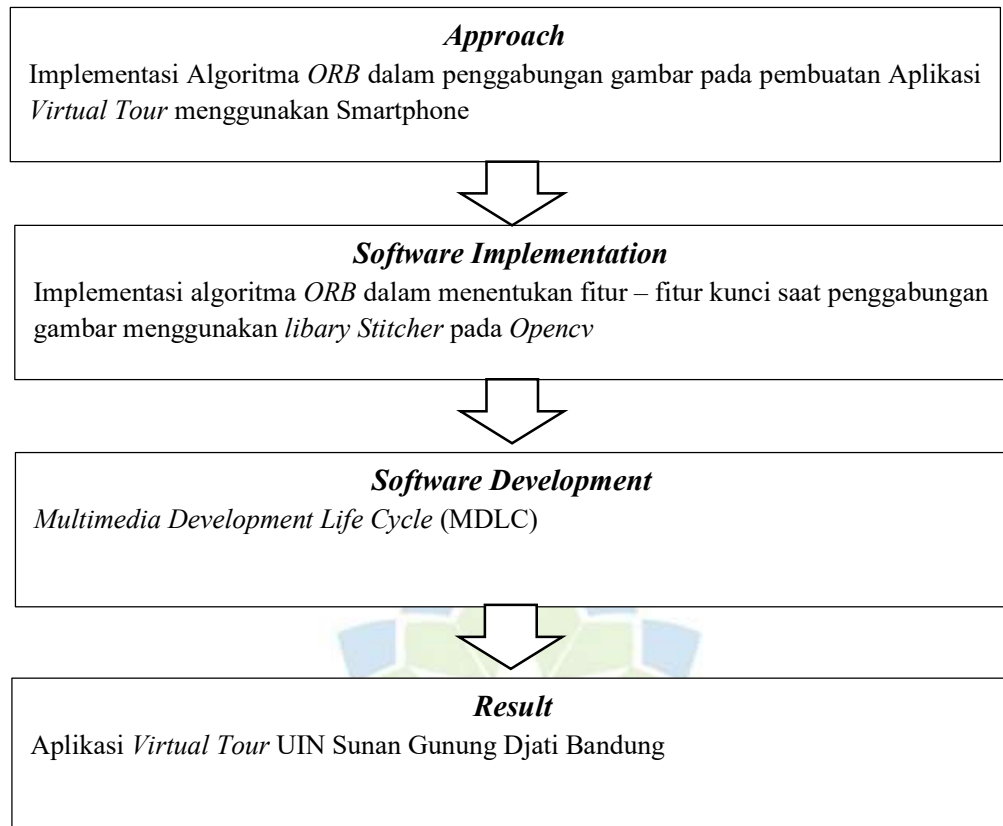 Approach
Implementasi Algoritma ORB dalam penggabungan gambar pada pembuatan Aplikasi
Virtual Tour menggunakan Smartphone
Software Implementation
Implementasi algoritma ORB dalam menentukan fitur – fitur kunci saat penggabungan
gambar menggunakan libary Stitcher pada Opencv
Software Development
Multimedia Development Life Cycle (MDLC)
Result
Aplikasi Virtual Tour UIN Sunan Gunung Djati Bandung